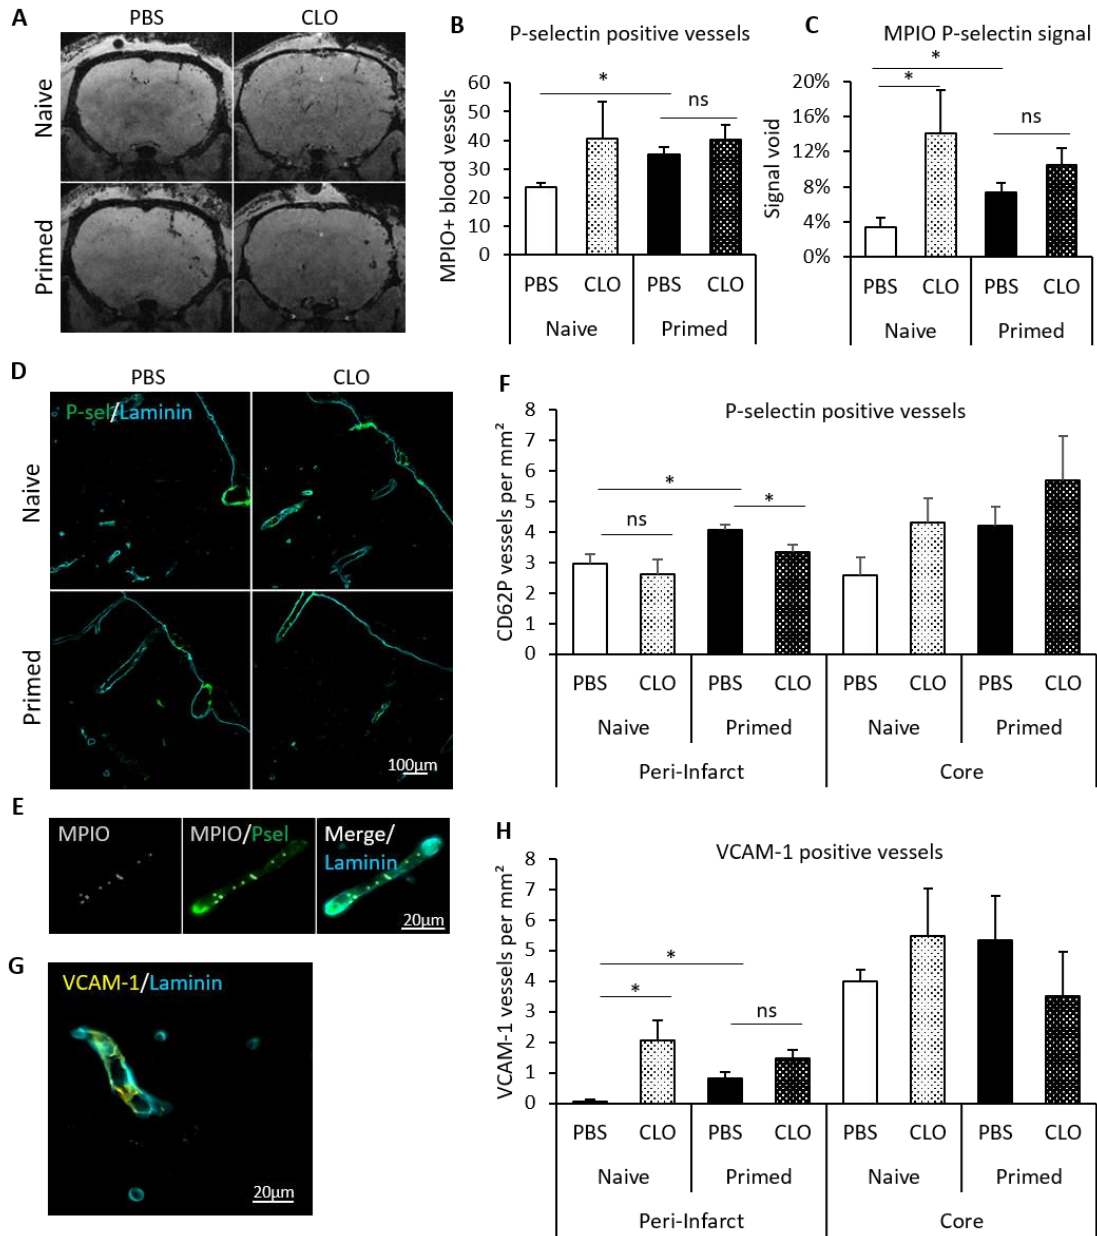 A
PBS
CLO
Naive
Primed
B
P-selectin positive vessels
MPIO+ blood vessels
60
50
40
30
20
10
0
*
ns
PBS
CLO
PBS
CLO
Naive
Primed
C
MPIO P-selectin signal
Signal void
20%
16%
12%
8%
4%
0%
*
*
ns
PBS
CLO
PBS
CLO
Naive
Primed
D
PBS
CLO
P-sel/Laminin
Naive
Primed
100µm
E
MPIO
MPIO/Psel
Merge/
Laminin
20µm
F
P-selectin positive vessels
CD62P vessels per mm²
8
7
6
5
4
3
2
1
0
*
*
ns
PBS
CLO
PBS
CLO
PBS
CLO
PBS
CLO
Naive
Primed
Naive
Primed
Peri-Infarct
Core
G
VCAM-1/Laminin
20µm
H
VCAM-1 positive vessels
VCAM-1 vessels per mm²
8
7
6
5
4
3
2
1
0
*
*
ns
PBS
CLO
PBS
CLO
PBS
CLO
PBS
CLO
Naive
Primed
Naive
Primed
Peri-Infarct
Core